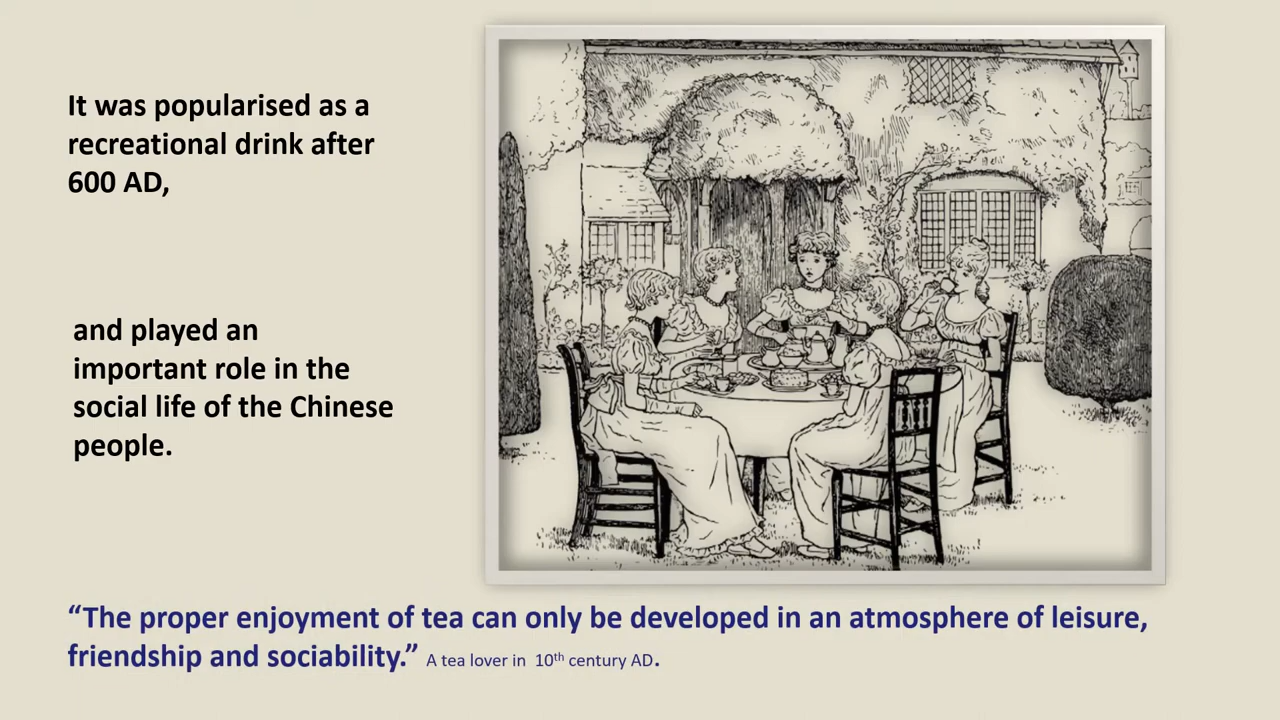 It was popularised as a
recreational drink after
600 AD,
and played an
important role in the
social life of the Chinese
people.
“The proper enjoyment of tea can only be developed in an atmosphere of leisure,
friendship and sociability.” A tea lover in 10th century AD.